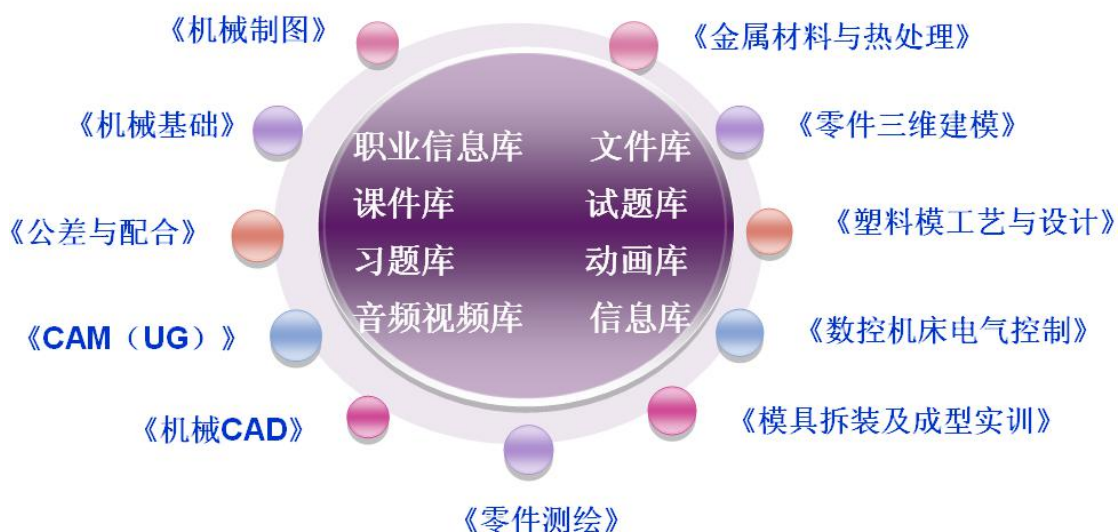 《机械制图》
《金属材料与热处理》
《机械基础》
《零件三维建模》
职业信息库 文件库
课件库 试题库
《公差与配合》
《塑料模工艺与设计》
习题库 动画库
音频视频库 信息库
《CAM（UG）》
《数控机床电气控制》
《机械CAD》
《模具拆装及成型实训》
《零件测绘》